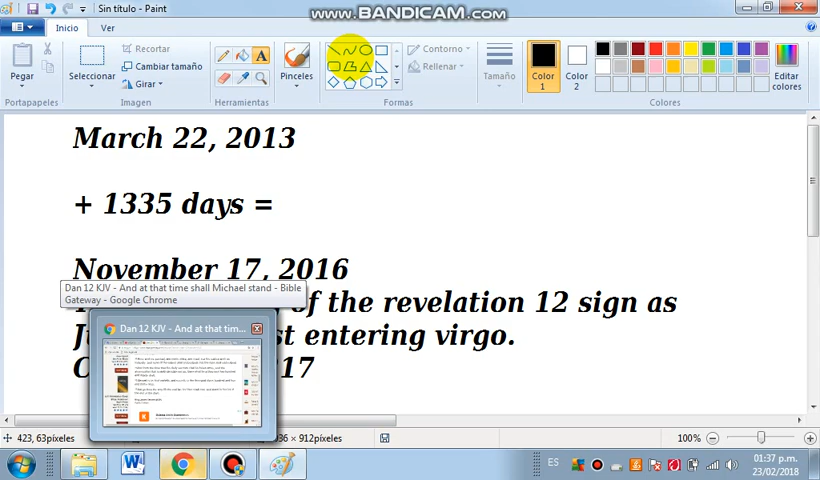 Sin título - Paint
www.BANDICAM.com
Inicio
Ver
Pegar
Portapapeles
Seleccionar
Recortar
Cambiar tamaño
Girar
Imagen
A
Herramientas
Pinceles
Contorno
Rellenar
Formas
Tamaño
Color
1
Color
2
Editar
colores
Colores
March 22, 2013
+ 1335 days =
November 17, 2016
of the revelation 12 sign as
entering virgo.
Dan 12 KJV - And at that time shall Michael stand - Bible
Gateway - Google Chrome
Dan 12 KJV - And at that time...
423, 63píxeles
912píxeles
100%
ES
01:37 p.m.
23/02/2018